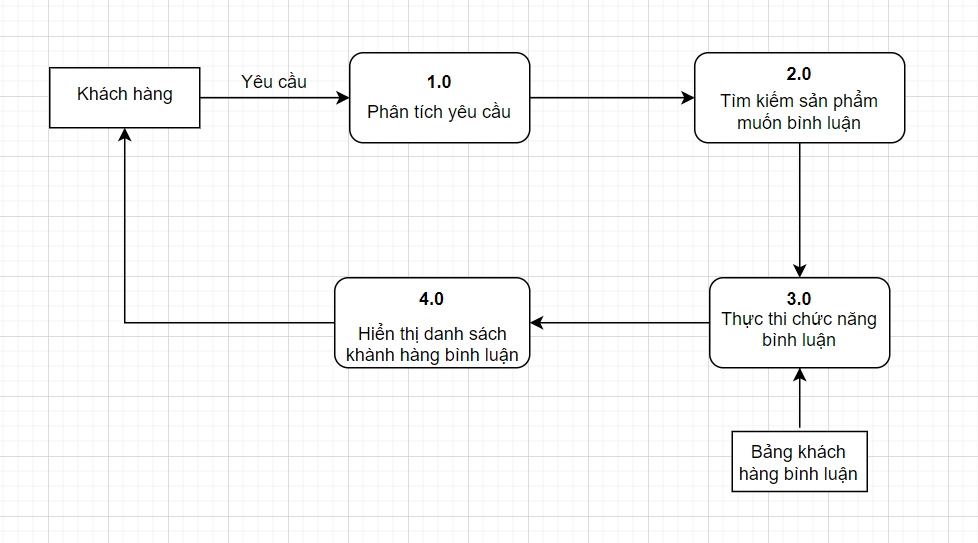 Khách hàng
Yêu cầu
1.0
Phân tích yêu cầu
2.0
Tìm kiếm sản phẩm
muốn bình luận
3.0
Thực thi chức năng
bình luận
4.0
Hiển thị danh sách
khành hàng bình luận
Bảng khách
hàng bình luận